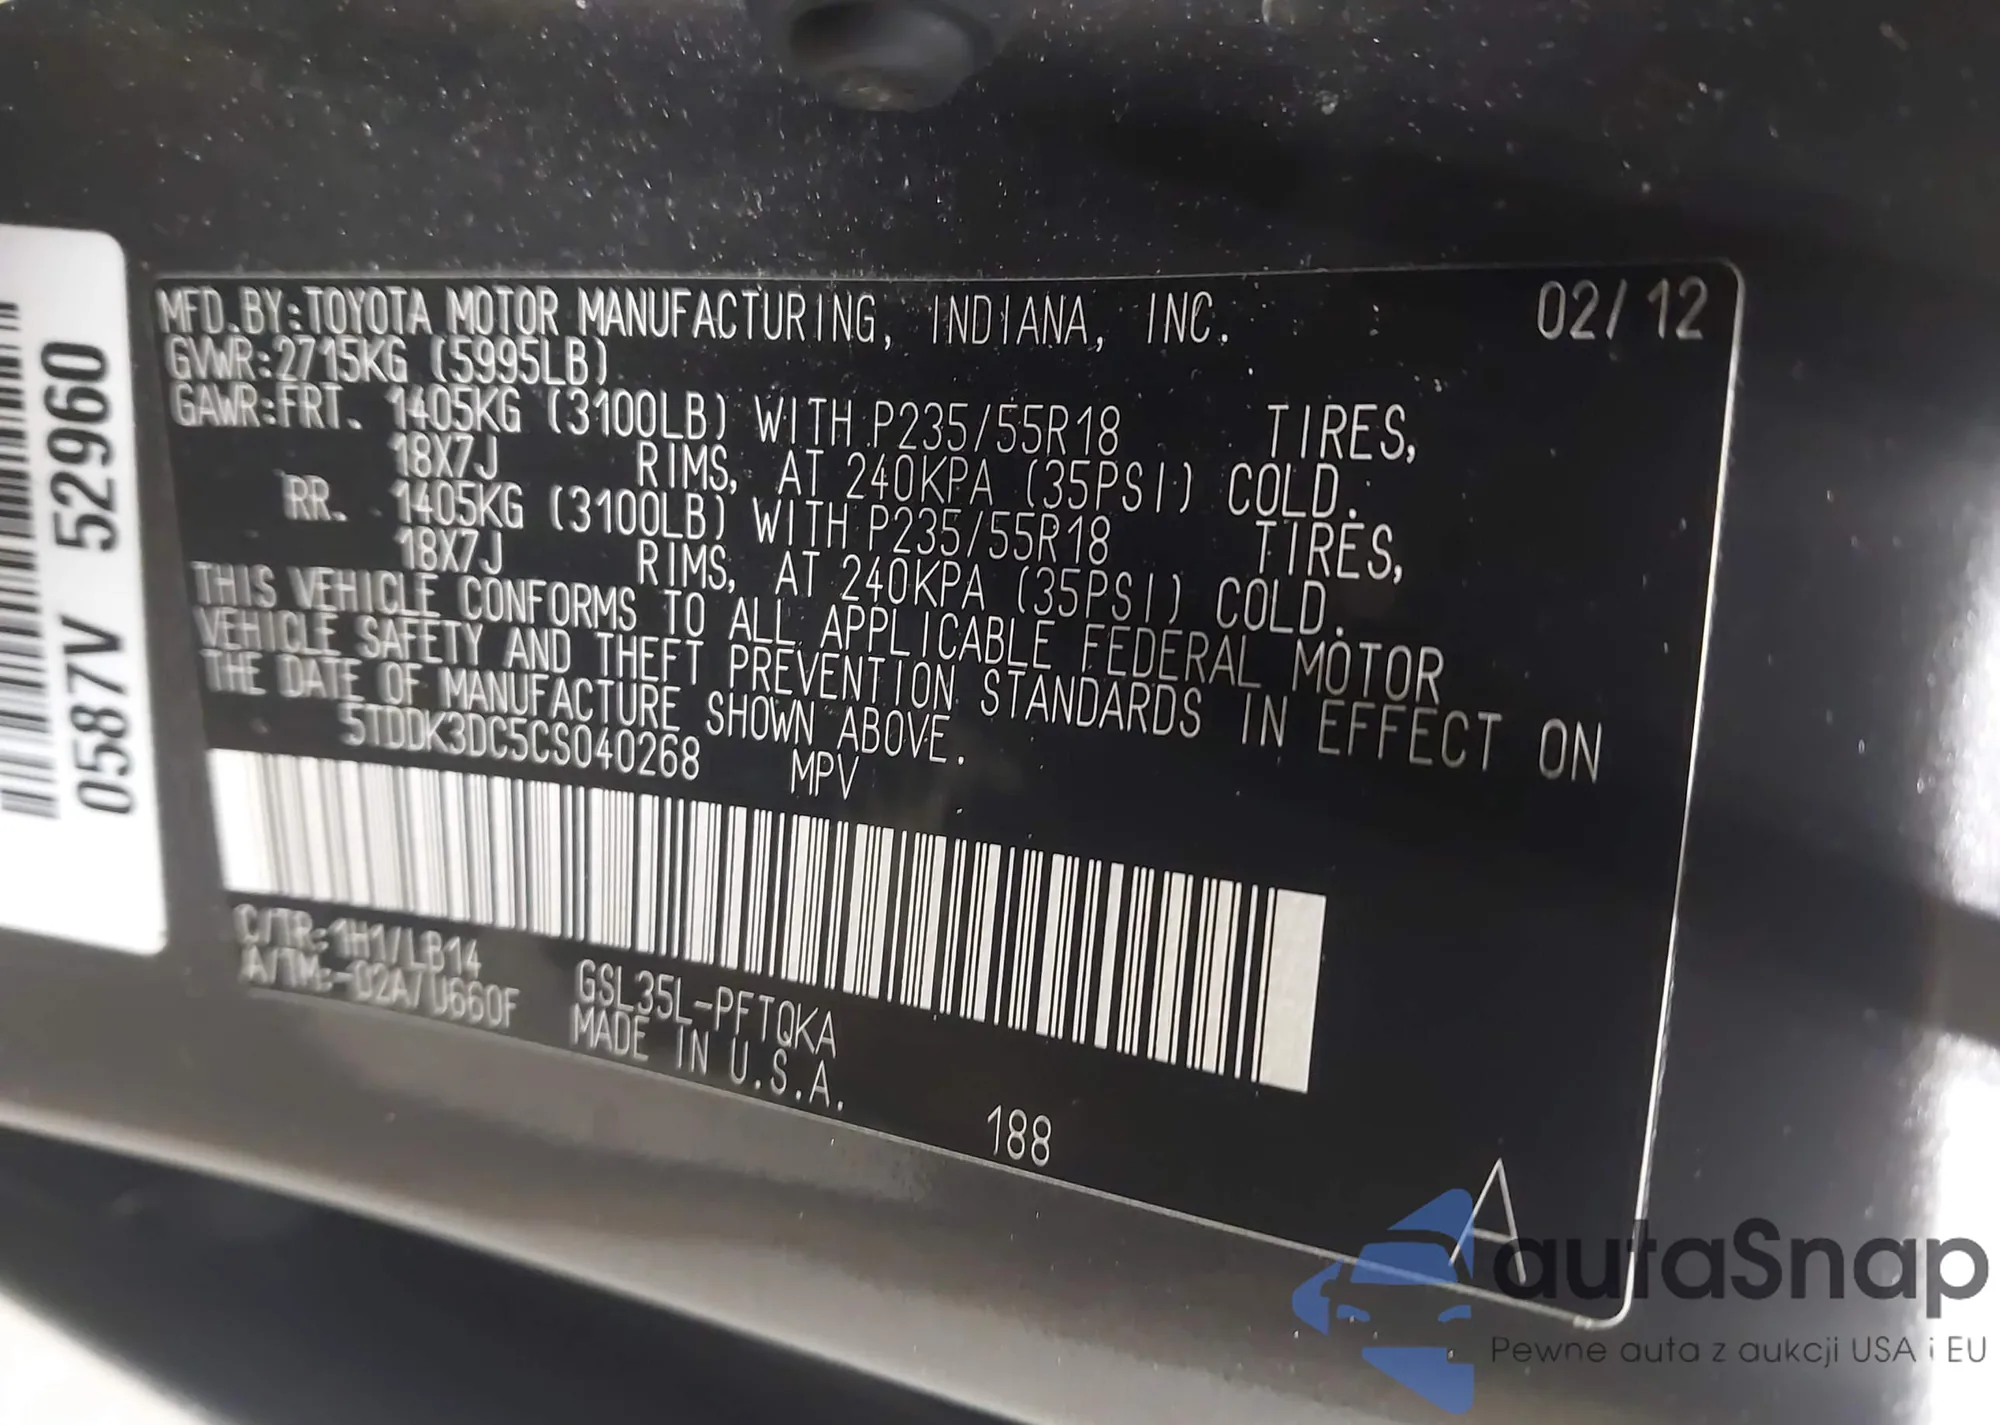 MFD. BY: TOYOTA MOTOR MANUFACTURING, INDIANA, INC. 02/12
GVWR: 2715KG (5995LB)
GAWR: FRT. 1405KG (3100LB) WITH P235/55R18 TIRES,
18X7J RIMS, AT 240KPA (35PSI) COLD.
RR. 1405KG (3100LB) WITH P235/55R18 TIRES,
18X7J RIMS, AT 240KPA (35PSI) COLD.
THIS VEHICLE CONFORMS TO ALL APPLICABLE FEDERAL MOTOR
VEHICLE SAFETY AND THEFT PREVENTION STANDARDS IN EFFECT ON
THE DATE OF MANUFACTURE SHOWN ABOVE.
5TDDK3DC5CS040268 MPV
C/TR: 1H1/LB14
A/TM: -02A/U660F
GSL35L-PFTQKA
MADE IN U.S.A.
188
A
0587V 52960
autaSnap
Pewne auta z aukcji USA i EU